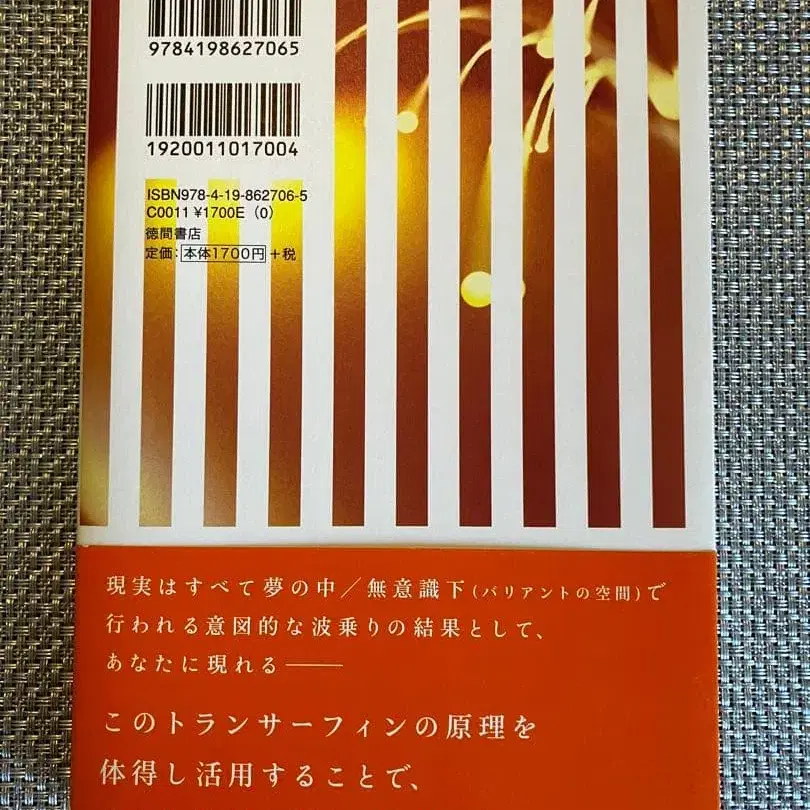 9784198627065
1920011017004
ISBN978-4-19-862706-5
C0011 ¥1700E (0)
徳間書店
定価：本体1700円＋税
現実はすべて夢の中／無意識下(バリアントの空間)で
行われる意図的な波乗りの結果として、
あなたに現れる――
このトランサーフィンの原理を
体得し活用することで、